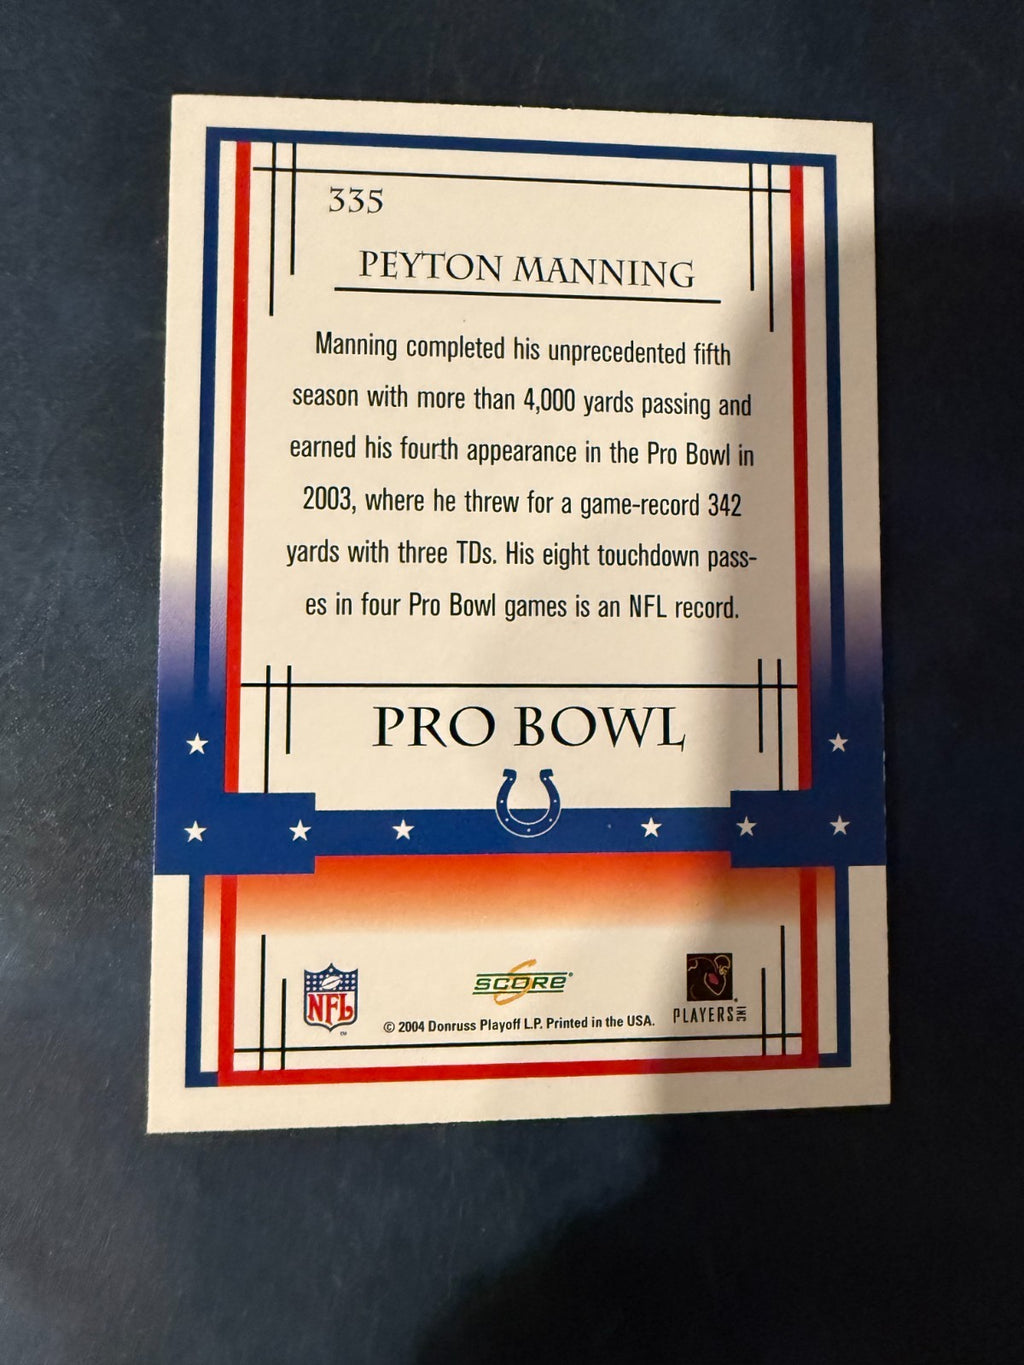 335
PEYTON MANNING
Manning completed his unprecedented fifth
season with more than 4,000 yards passing and
earned his fourth appearance in the Pro Bowl in
2003, where he threw for a game-record 342
yards with three TDs. His eight touchdown pass-
es in four Pro Bowl games is an NFL record.
PRO BOWL
NFL
SCORE®
PLAYERS INC
© 2004 Donruss Playoff L.P. Printed in the USA.